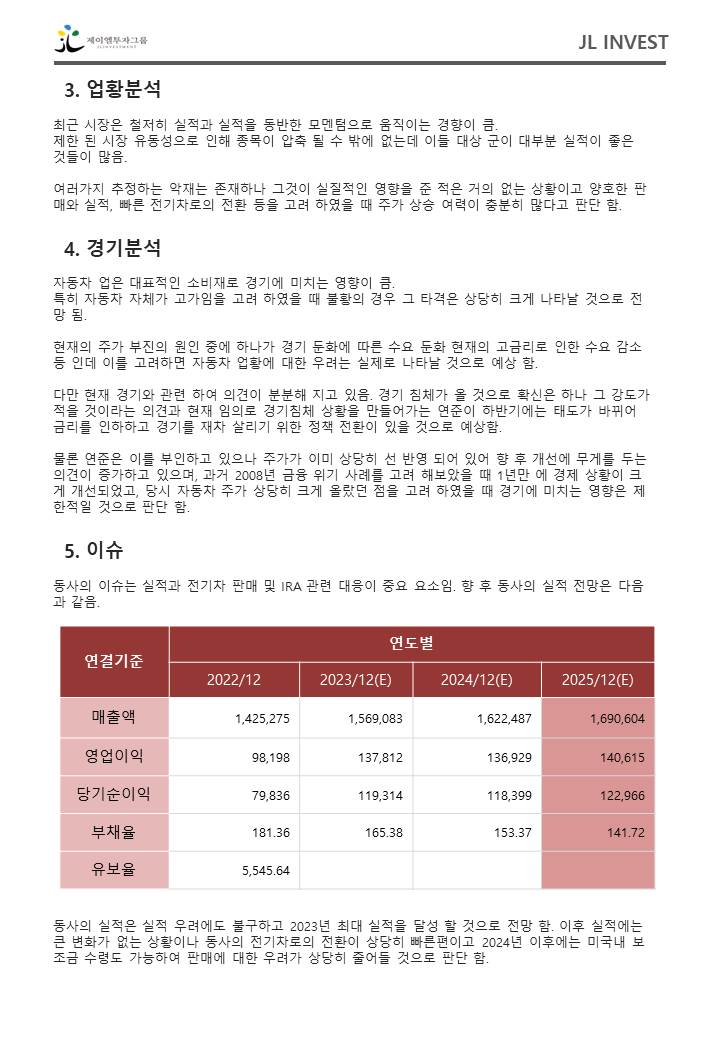 제이엘투자그룹
JL INVESTMENT
JL INVEST
3. 업황분석
최근 시장은 철저히 실적과 실적을 동반한 모멘텀으로 움직이는 경향이 큼.
제한 된 시장 유동성으로 인해 종목이 압축 될 수 밖에 없는데 이들 대상 군이 대부분 실적이 좋은
것들이 많음.
여러가지 추정하는 악재는 존재하나 그것이 실질적인 영향을 준 적은 거의 없는 상황이고 양호한 판
매와 실적, 빠른 전기차로의 전환 등을 고려 하였을 때 주가 상승 여력이 충분히 많다고 판단 함.
4. 경기분석
자동차 업은 대표적인 소비재로 경기에 미치는 영향이 큼.
특히 자동차 자체가 고가임을 고려 하였을 때 불황의 경우 그 타격은 상당히 크게 나타날 것으로 전
망 됨.
현재의 주가 부진의 원인 중에 하나가 경기 둔화에 따른 수요 둔화 현재의 고금리로 인한 수요 감소
등 인데 이를 고려하면 자동차 업황에 대한 우려는 실제로 나타날 것으로 예상 함.
다만 현재 경기와 관련 하여 의견이 분분해 지고 있음. 경기 침체가 올 것으로 확신은 하나 그 강도가
적을 것이라는 의견과 현재 임의로 경기침체 상황을 만들어가는 연준이 하반기에는 태도가 바뀌어
금리를 인하하고 경기를 재차 살리기 위한 정책 전환이 있을 것으로 예상함.
물론 연준은 이를 부인하고 있으나 주가가 이미 상당히 선 반영 되어 있어 향 후 개선에 무게를 두는
의견이 증가하고 있으며, 과거 2008년 금융 위기 사례를 고려 해보았을 때 1년만 에 경제 상황이 크
게 개선되었고, 당시 자동차 주가 상당히 크게 올랐던 점을 고려 하였을 때 경기에 미치는 영향은 제
한적일 것으로 판단 함.
5. 이슈
동사의 이슈는 실적과 전기차 판매 및 IRA 관련 대응이 중요 요소임. 향 후 동사의 실적 전망은 다음
과 같음.
연결기준 연도별
2022/12 2023/12(E) 2024/12(E) 2025/12(E)
매출액 1,425,275 1,569,083 1,622,487 1,690,604
영업이익 98,198 137,812 136,929 140,615
당기순이익 79,836 119,314 118,399 122,966
부채율 181.36 165.38 153.37 141.72
유보율 5,545.64
동사의 실적은 실적 우려에도 불구하고 2023년 최대 실적을 달성 할 것으로 전망 함. 이후 실적에는
큰 변화가 없는 상황이나 동사의 전기차로의 전환이 상당히 빠른편이고 2024년 이후에는 미국내 보
조금 수령도 가능하여 판매에 대한 우려가 상당히 줄어들 것으로 판단 함.